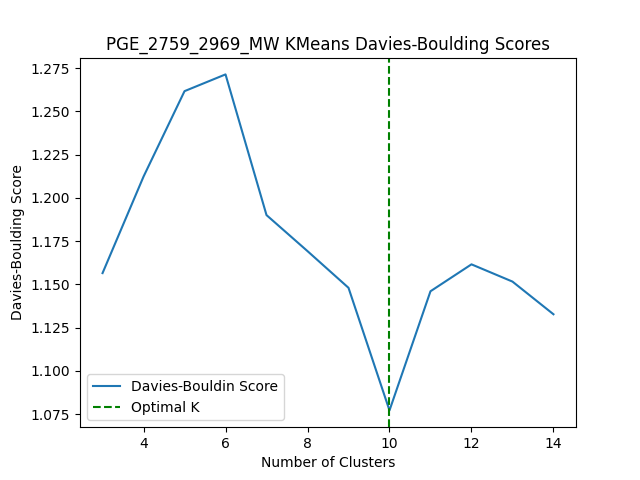 PGE_2759_2969_MW KMeans Davies-Boulding Scores
1.275
1.250
1.225
1.200
1.175
1.150
1.125
1.100
1.075
Davies-Boulding Score
Davies-Bouldin Score
Optimal K
4 6 8 10 12 14
Number of Clusters